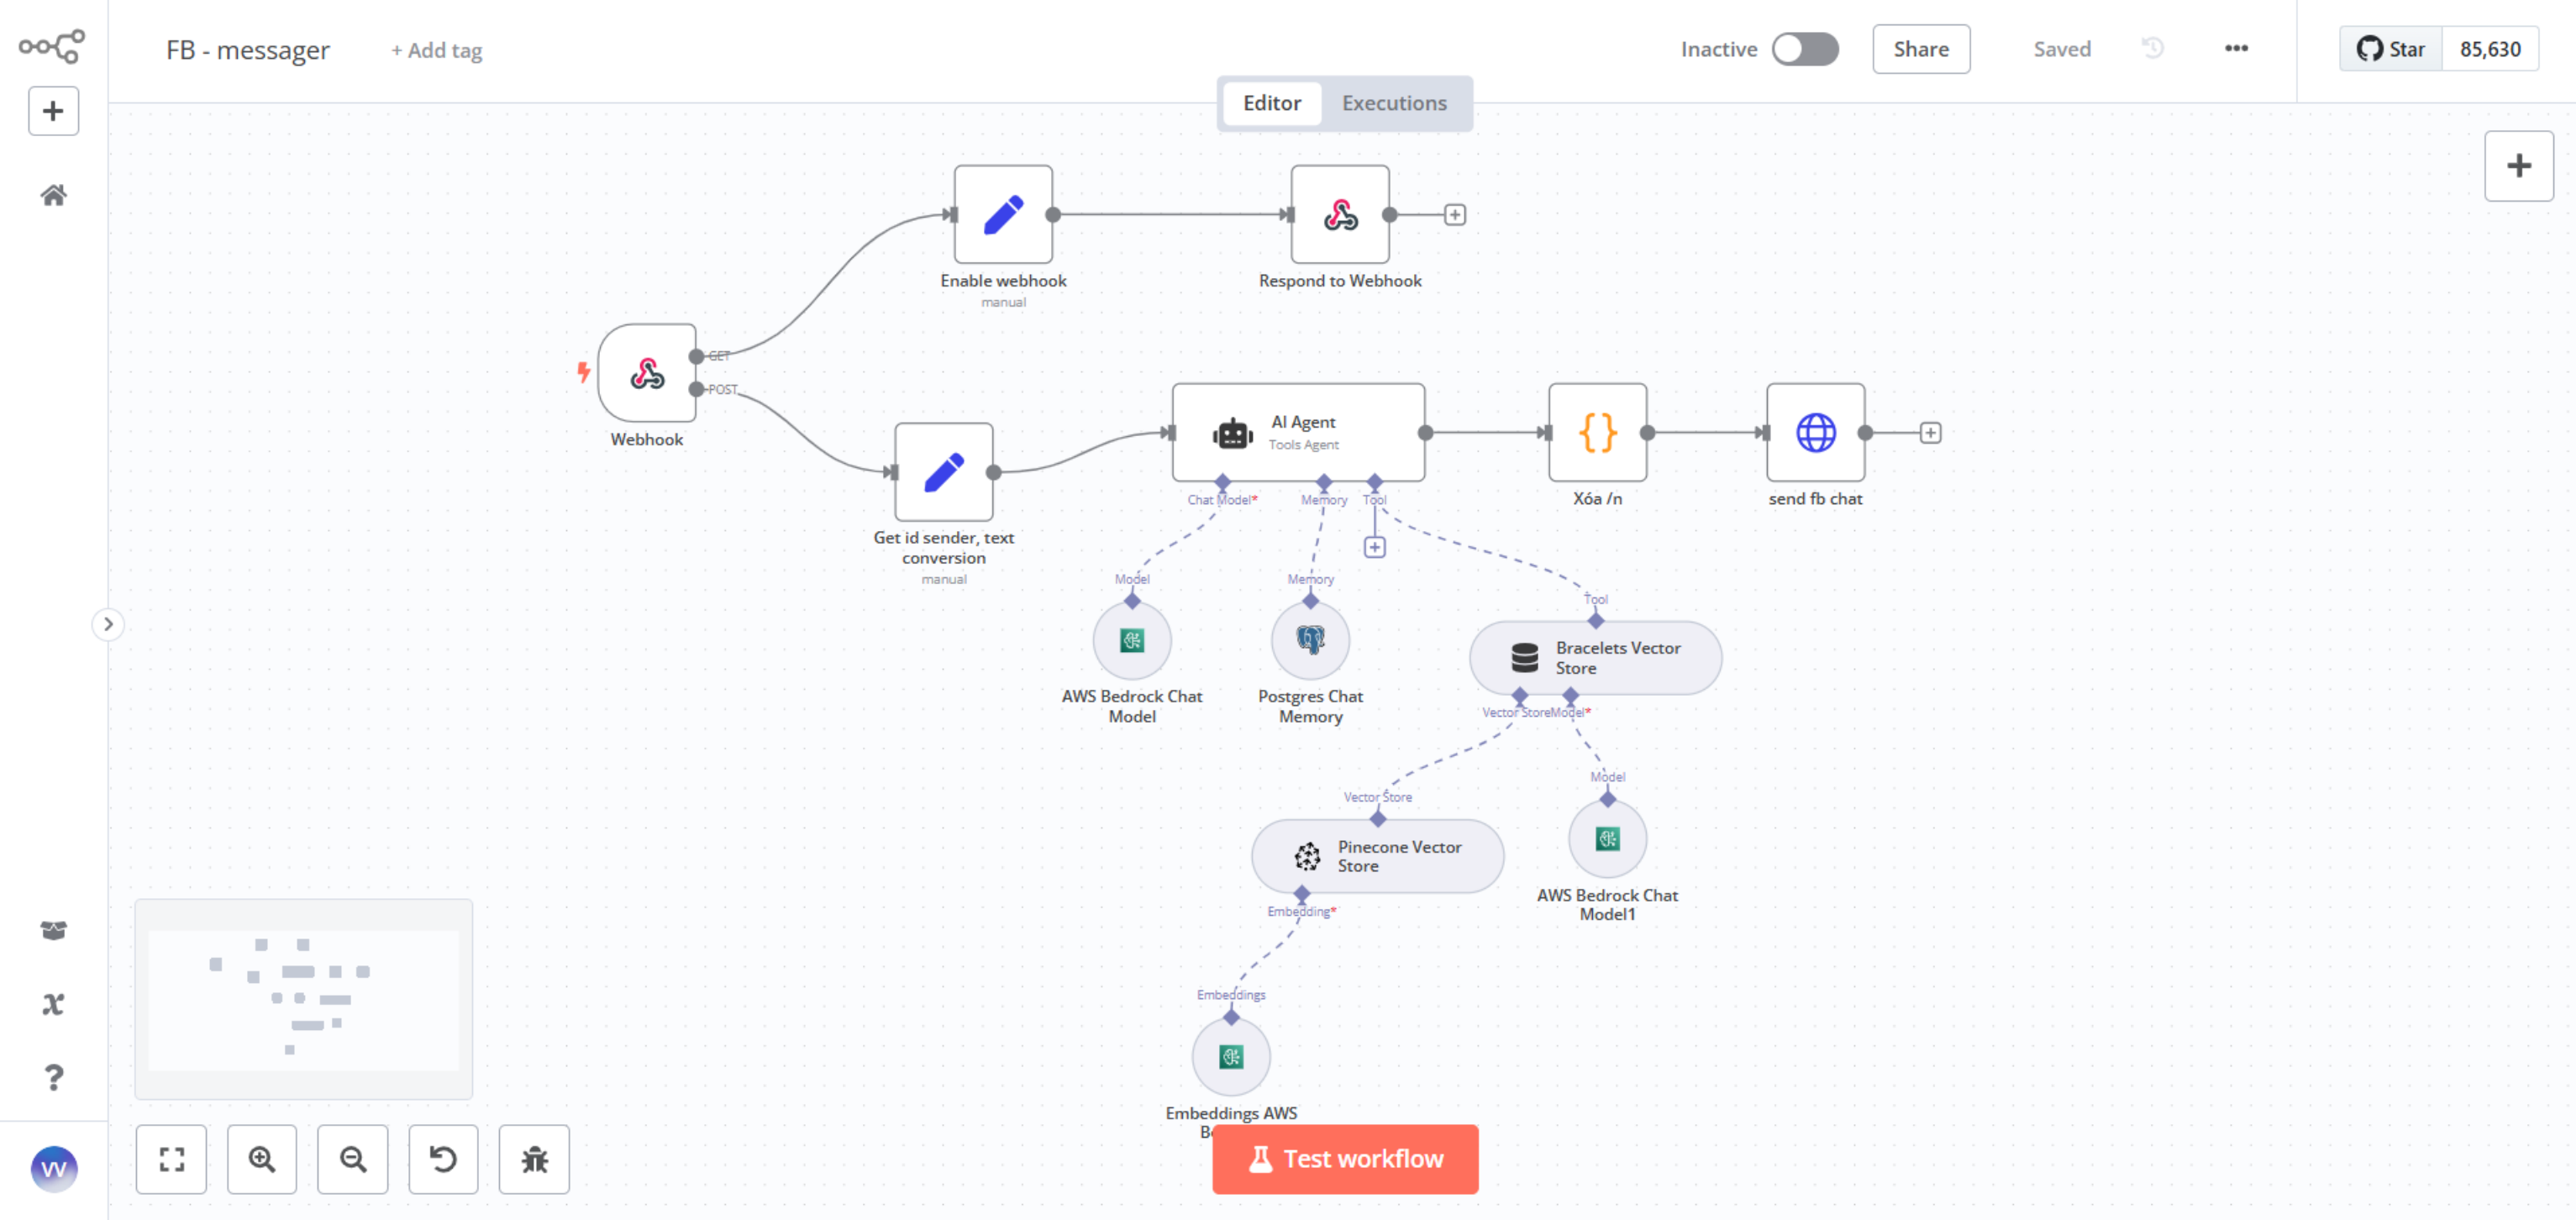 FB - messager
+ Add tag
Inactive
Share
Saved
Star
85,630
Editor
Executions
Enable webhook
manual
Respond to Webhook
GET
POST
Webhook
AI Agent
Tools Agent
Chat Model*
Memory
Tool
Xóa /n
send fb chat
Get id sender, text
conversion
manual
Model
Memory
Tool
AWS Bedrock Chat
Model
Postgres Chat
Memory
Bracelets Vector
Store
Vector Store
Model*
Vector Store
Model
Pinecone Vector
Store
AWS Bedrock Chat
Model1
Embedding*
Embeddings
Embeddings AWS
Test workflow
VV